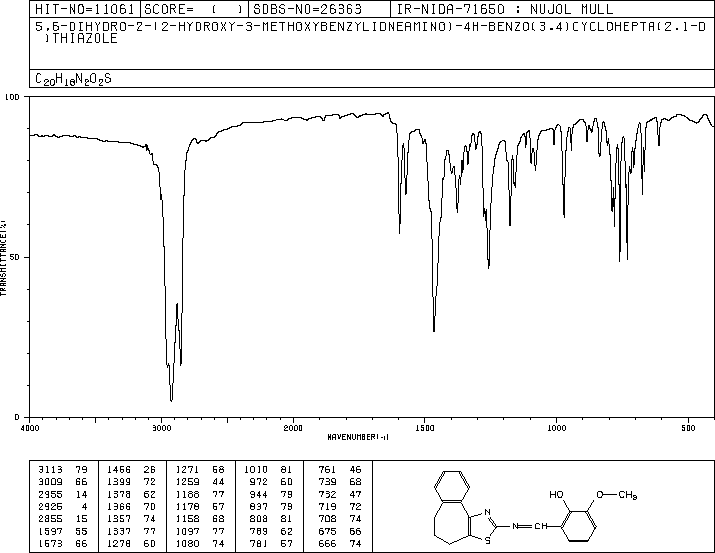 HIT-NO=11061 SCORE= ( ) SDBS-NO=26363 IR-NIDA-71650 : NUJOL MULL
5,6-DIHYDRO-2-(2-HYDROXY-3-METHOXYBENZYLIDNEAMINO)-4H-BENZO(3,4)CYCLOHEPTA(2,1-D
)THIAZOLE
C20H18N2O2S
100
50
0
TRANSMITTANCE(%)
4000 3000 2000 1500 1000 500
WAVENUMBER(-1)
3113 79 1466 26 1271 68 1010 81 761 46
3009 66 1399 72 1259 44 972 60 739 68
2955 14 1378 62 1188 77 944 79 732 47
2925 4 1366 70 1178 57 837 79 719 72
2855 15 1357 74 1158 68 808 81 708 74
1597 55 1337 77 1097 77 789 62 675 66
1573 66 1278 60 1080 74 781 57 666 74
N
S
N
CH
HO
O
CH3